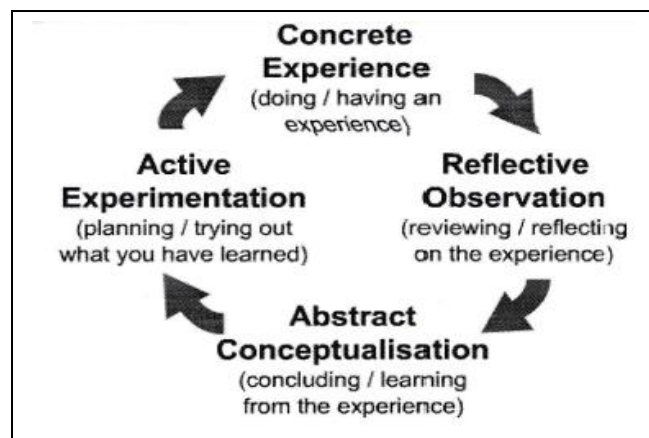 Concrete
Experience
(doing / having an
experience)
Active
Experimentation
(planning / trying out
what you have learned)
Reflective
Observation
(reviewing / reflecting
on the experience)
Abstract
Conceptualisation
(concluding / learning
from the experience)